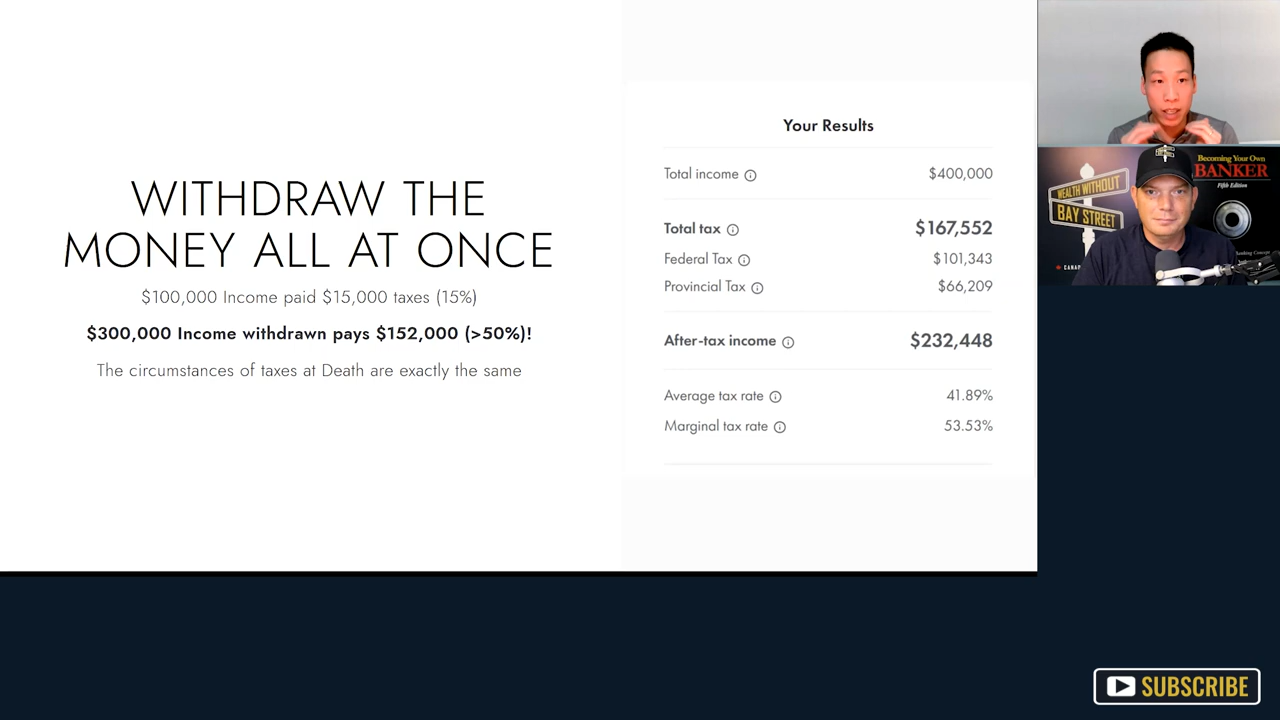 WITHDRAW THE
MONEY ALL AT ONCE
$100,000 Income paid $15,000 taxes (15%)
$300,000 Income withdrawn pays $152,000 (>50%)!
The circumstances of taxes at Death are exactly the same
Your Results
Total income $400,000
Total tax $167,552
Federal Tax $101,343
Provincial Tax $66,209
After-tax income $232,448
Average tax rate 41.89%
Marginal tax rate 53.53%
WEALTH WITHOUT
BAY STREET
Becoming Your Own
BANKER
Fifth Edition
SUBSCRIBE